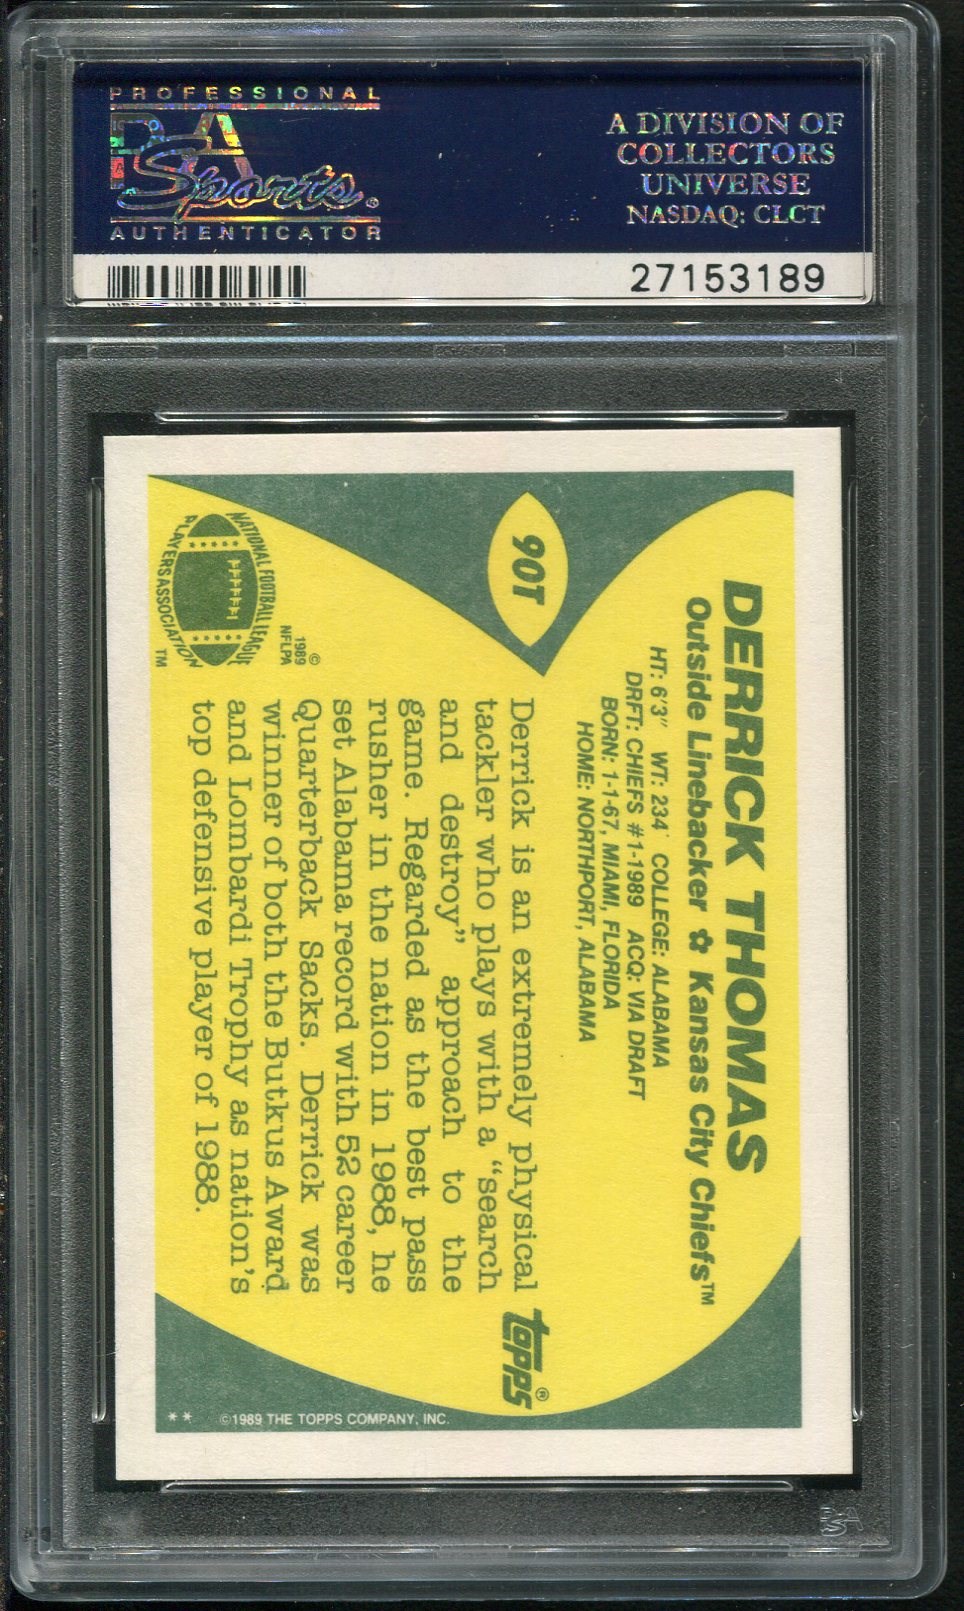 PROFESSIONAL
PSA
Sports®
AUTHENTICATOR
A DIVISION OF
COLLECTORS
UNIVERSE
NASDAQ: CLCT
27153189
90T
DERRICK THOMAS
Outside Linebacker ✿ Kansas City Chiefs™
HT: 6'3" WT: 234 COLLEGE: ALABAMA
DRFT: CHIEFS #1-1989 ACQ: VIA DRAFT
BORN: 1-1-67, MIAMI, FLORIDA
HOME: NORTHPORT, ALABAMA
Derrick is an extremely physical
tackler who plays with a “search
and destroy” approach to the
game. Regarded as the best pass
rusher in the nation in 1988, he
set Alabama record with 52 career
Quarterback Sacks. Derrick was
winner of both the Butkus Award
and Lombardi Trophy as nation's
top defensive player of 1988.
NATIONAL FOOTBALL LEAGUE
PLAYERS ASSOCIATION ™
©
1989
NFLPA
Topps®
** ©1989 THE TOPPS COMPANY, INC.
PSA